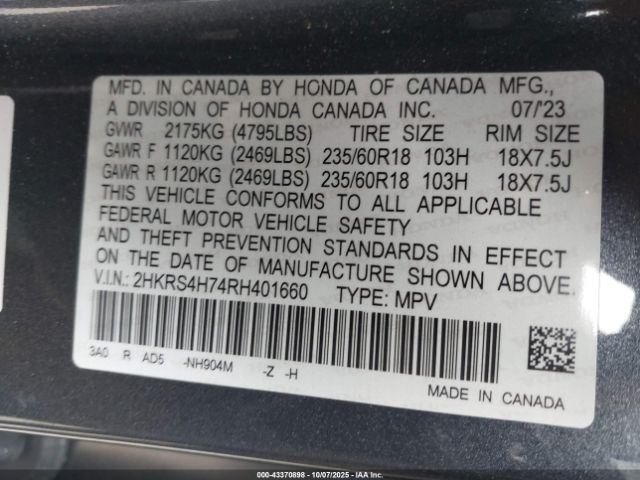 MFD. IN CANADA BY HONDA OF CANADA MFG.,
A DIVISION OF HONDA CANADA INC. 07/'23
GVWR 2175KG (4795LBS) TIRE SIZE RIM SIZE
GAWR F 1120KG (2469LBS) 235/60R18 103H 18X7.5J
GAWR R 1120KG (2469LBS) 235/60R18 103H 18X7.5J
THIS VEHICLE CONFORMS TO ALL APPLICABLE
FEDERAL MOTOR VEHICLE SAFETY
AND THEFT PREVENTION STANDARDS IN EFFECT
ON THE DATE OF MANUFACTURE SHOWN ABOVE.
V.I.N.: 2HKRS4H74RH401660 TYPE: MPV
3A0 R AD5 -NH904M -Z -H
MADE IN CANADA
000-43370898 - 10/07/2025 - IAA Inc.